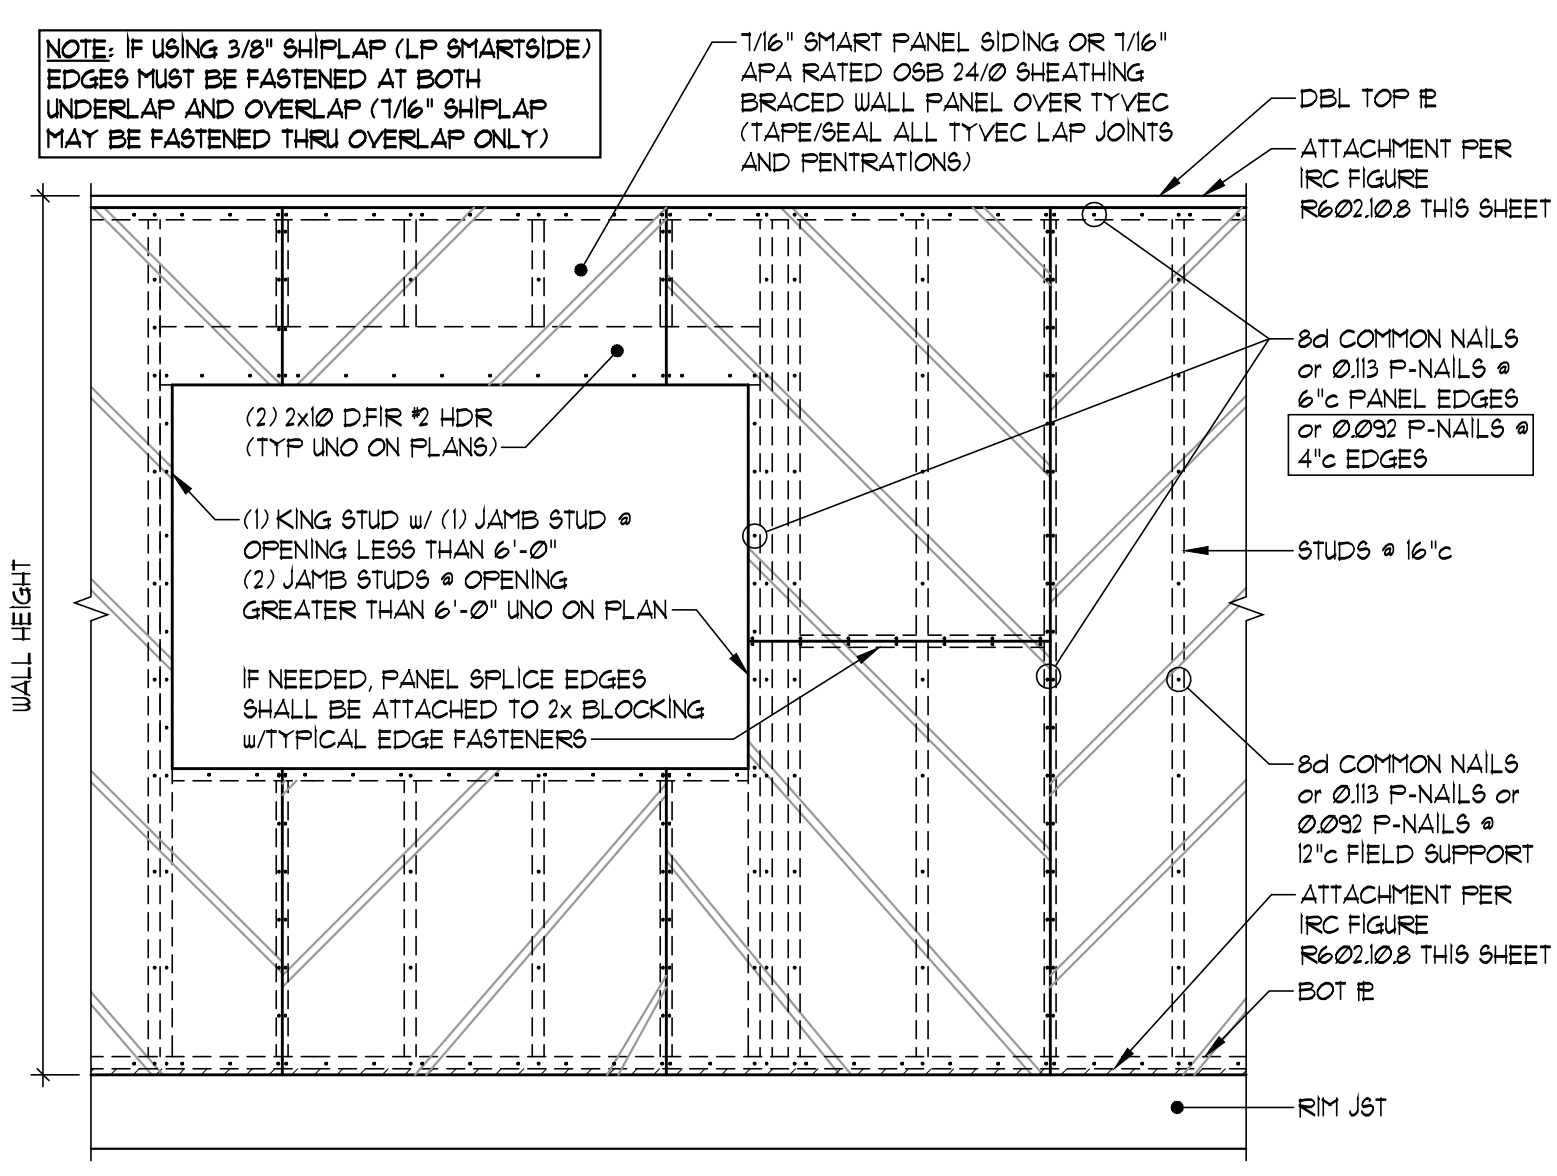 NOTE: IF USING 3/8" SHIPLAP (LP SMARTSIDE)
EDGES MUST BE FASTENED AT BOTH
UNDERLAP AND OVERLAP (7/16" SHIPLAP
MAY BE FASTENED THRU OVERLAP ONLY)
7/16" SMART PANEL SIDING OR 7/16"
APA RATED OSB 24/0 SHEATHING
BRACED WALL PANEL OVER TYVEC
(TAPE/SEAL ALL TYVEC LAP JOINTS
AND PENTRATIONS)
DBL TOP PL
ATTACHMENT PER
IRC FIGURE
R602.10.8 THIS SHEET
8d COMMON NAILS
or 0.113 P-NAILS @
6"c PANEL EDGES
or 0.092 P-NAILS @
4"c EDGES
(2) 2x10 D.FIR #2 HDR
(TYP UNO ON PLANS)
(1) KING STUD w/ (1) JAMB STUD @
OPENING LESS THAN 6'-0"
(2) JAMB STUDS @ OPENING
GREATER THAN 6'-0" UNO ON PLAN
IF NEEDED, PANEL SPLICE EDGES
SHALL BE ATTACHED TO 2x BLOCKING
w/TYPICAL EDGE FASTENERS
WALL HEIGHT
STUDS @ 16"c
8d COMMON NAILS
or 0.113 P-NAILS or
0.092 P-NAILS @
12"c FIELD SUPPORT
ATTACHMENT PER
IRC FIGURE
R602.10.8 THIS SHEET
BOT PL
RIM JST